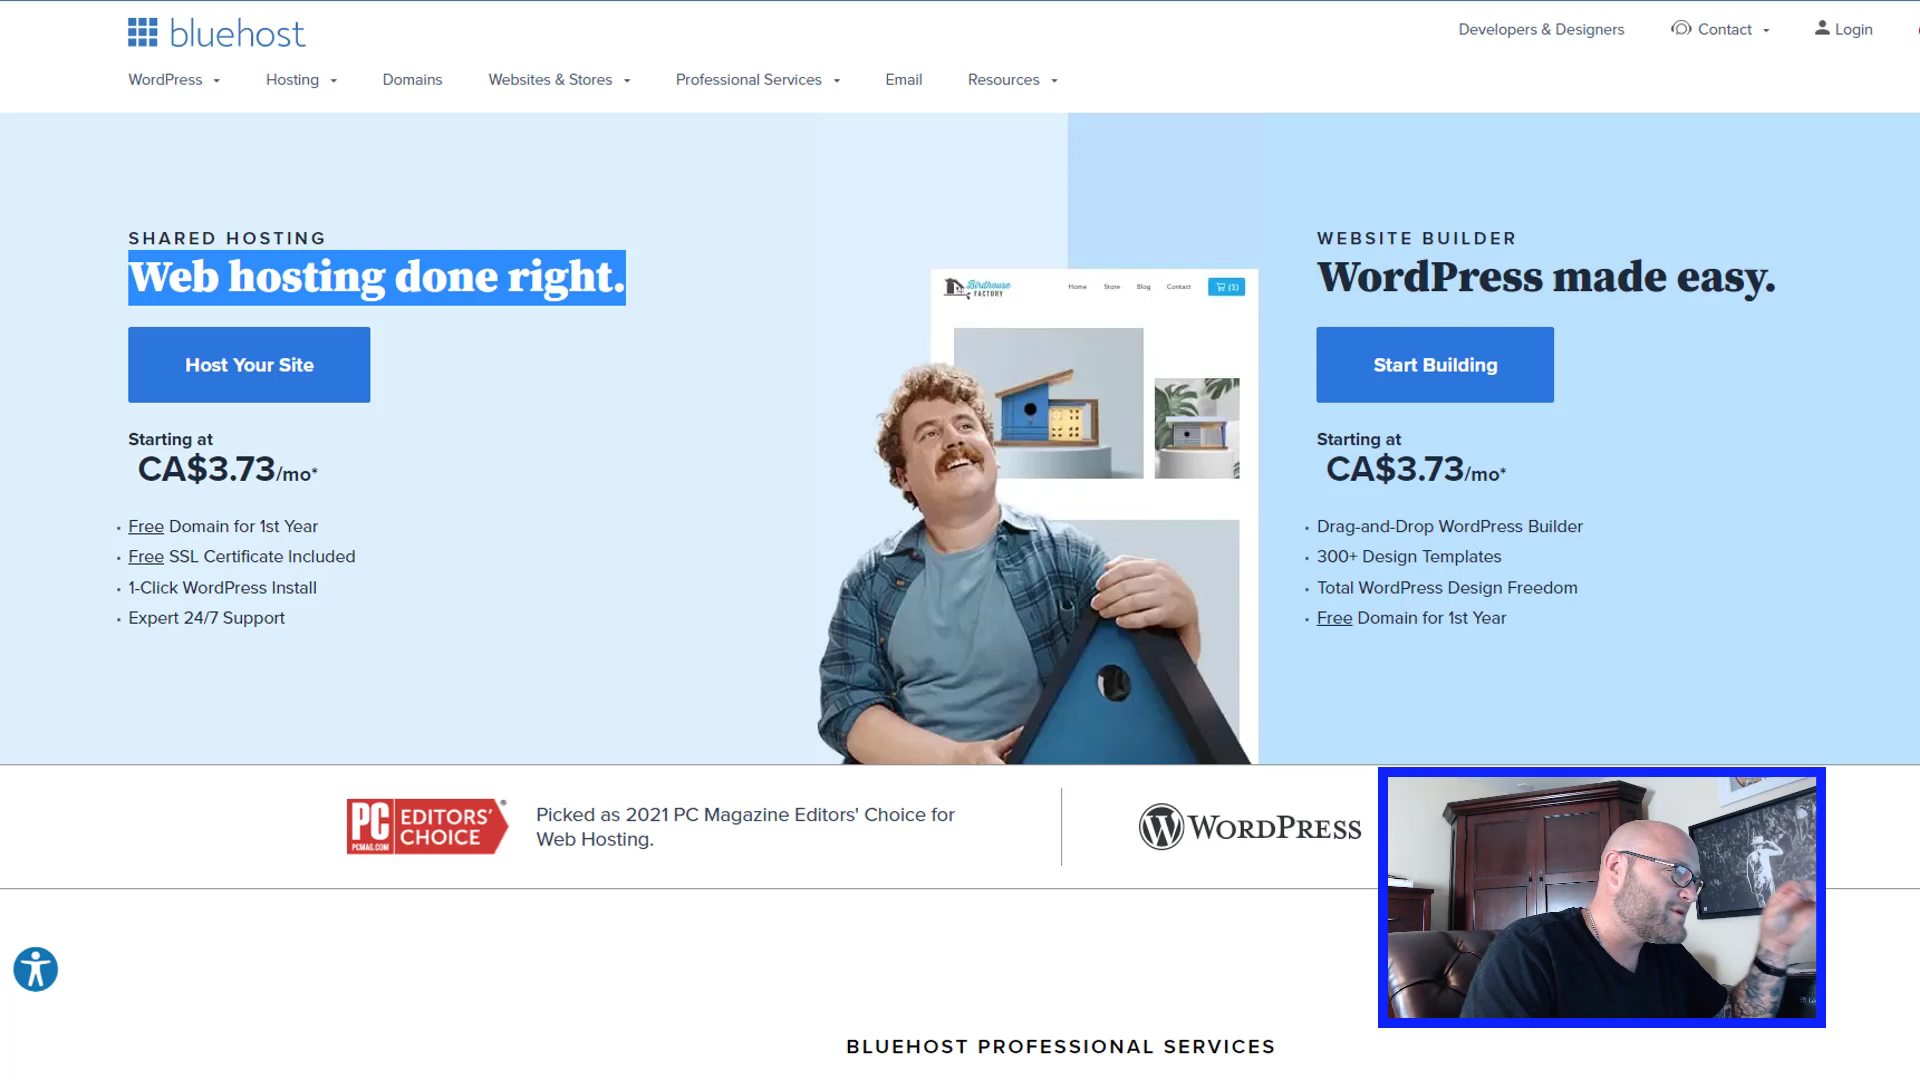 bluehost
Developers & Designers
Contact
Login
WordPress
Hosting
Domains
Websites & Stores
Professional Services
Email
Resources
SHARED HOSTING
Web hosting done right.
Host Your Site
Starting at
CA$3.73/mo*
· Free Domain for 1st Year
· Free SSL Certificate Included
· 1-Click WordPress Install
· Expert 24/7 Support
Birdhouse
FACTORY
Home
Store
Blog
Contact
(1)
WEBSITE BUILDER
WordPress made easy.
Start Building
Starting at
CA$3.73/mo*
· Drag-and-Drop WordPress Builder
· 300+ Design Templates
· Total WordPress Design Freedom
· Free Domain for 1st Year
PC
PCMAG.COM
EDITORS'
CHOICE
®
Picked as 2021 PC Magazine Editors' Choice for
Web Hosting.
WORDPRESS
BLUEHOST PROFESSIONAL SERVICES